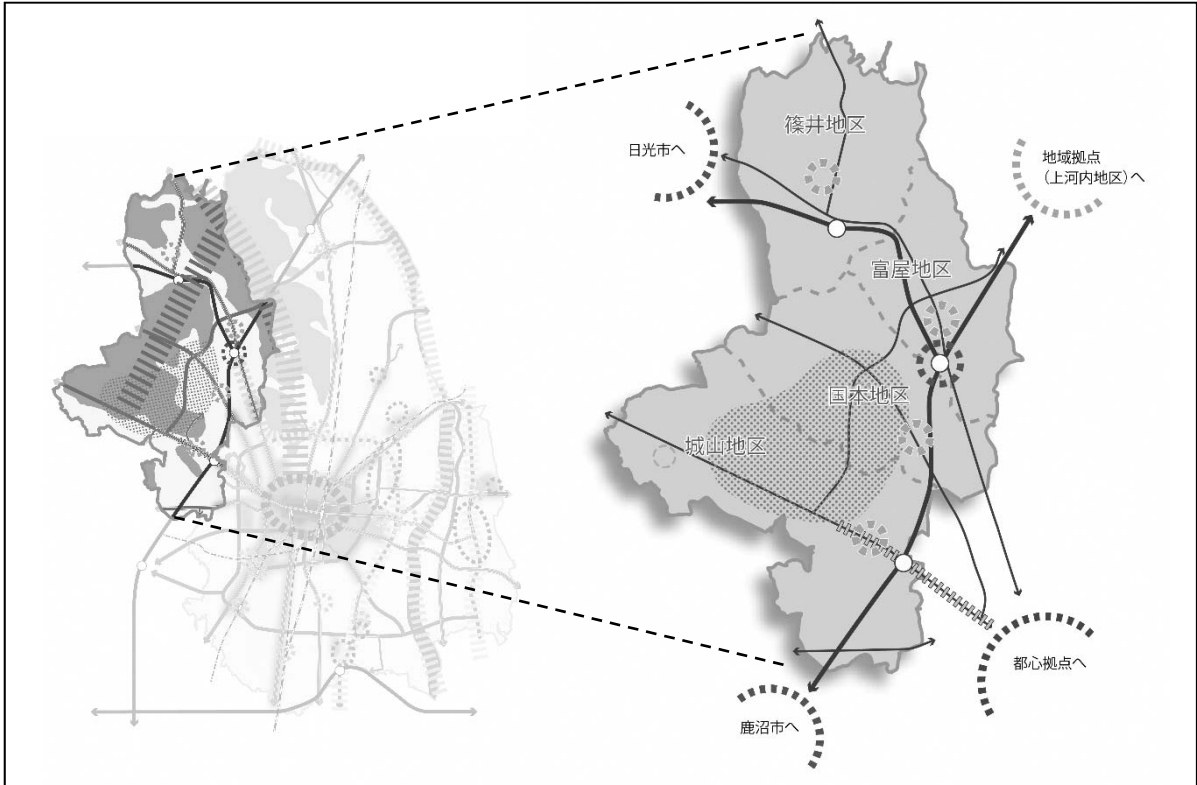 篠井地区
日光市へ
地域拠点
（上河内地区）へ
富屋地区
国本地区
城山地区
都心拠点へ
鹿沼市へ